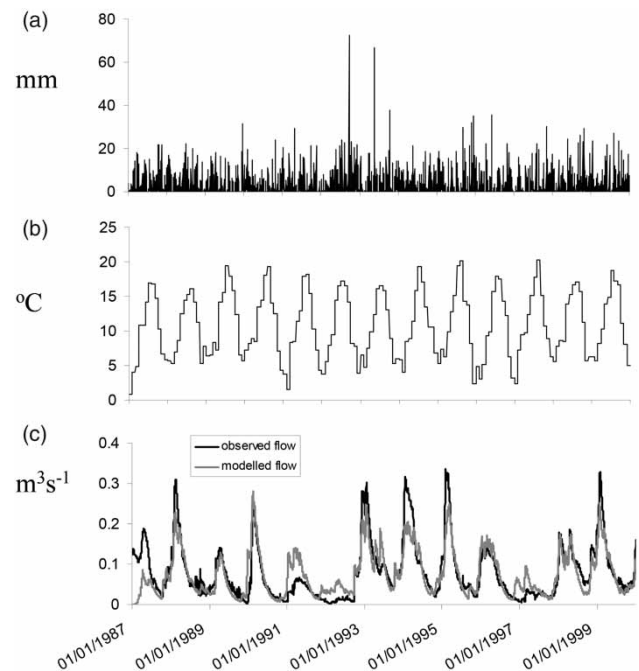 (a)
mm
80
60
40
20
0
(b)
ºC
25
20
15
10
5
0
(c)
m³s⁻¹
observed flow
modelled flow
0.4
0.3
0.2
0.1
0
01/01/1987
01/01/1989
01/01/1991
01/01/1993
01/01/1995
01/01/1997
01/01/1999